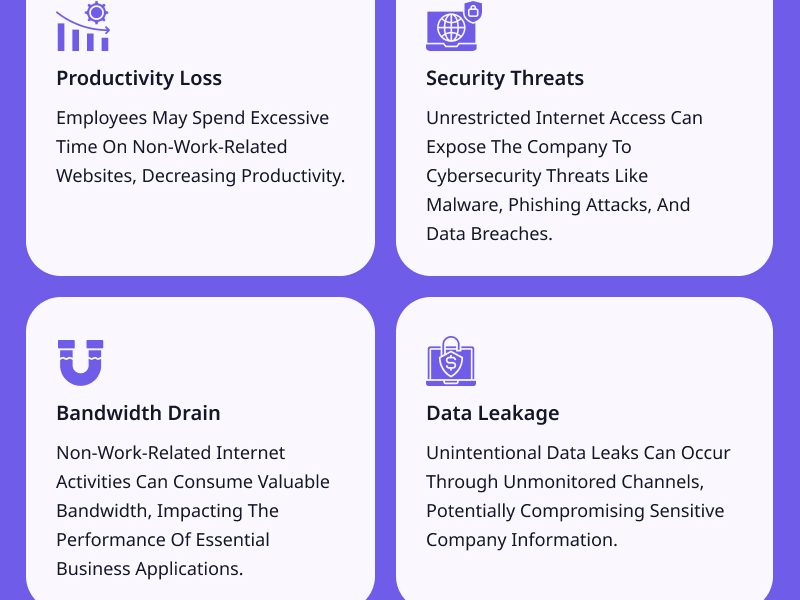 Productivity Loss
Employees May Spend Excessive
Time On Non-Work-Related
Websites, Decreasing Productivity.
Security Threats
Unrestricted Internet Access Can
Expose The Company To
Cybersecurity Threats Like
Malware, Phishing Attacks, And
Data Breaches.
Bandwidth Drain
Non-Work-Related Internet
Activities Can Consume Valuable
Bandwidth, Impacting The
Performance Of Essential
Business Applications.
Data Leakage
Unintentional Data Leaks Can Occur
Through Unmonitored Channels,
Potentially Compromising Sensitive
Company Information.